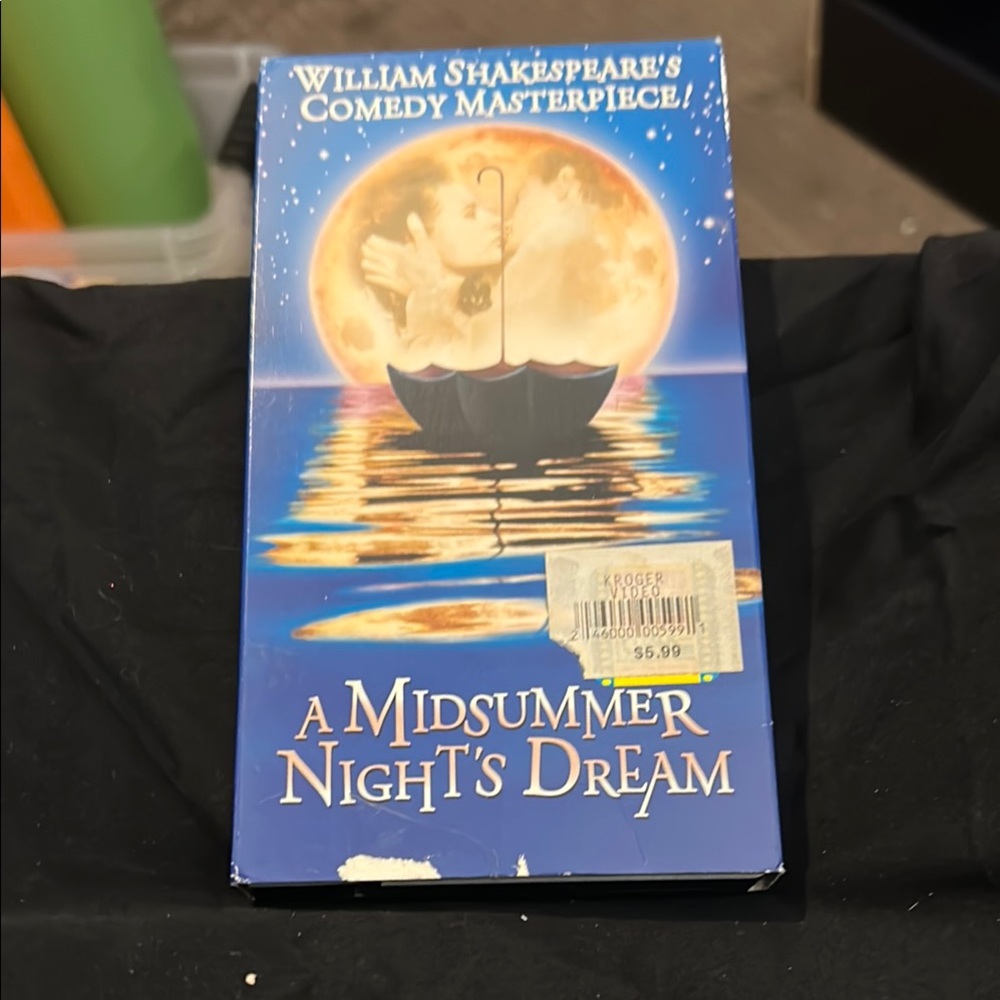 WILLIAM SHAKESPEARE'S
COMEDY MASTERPIECE!
KROGER
VIDEO
2 46000 00599 1
$5.99
A MIDSUMMER
NIGHT'S DREAM